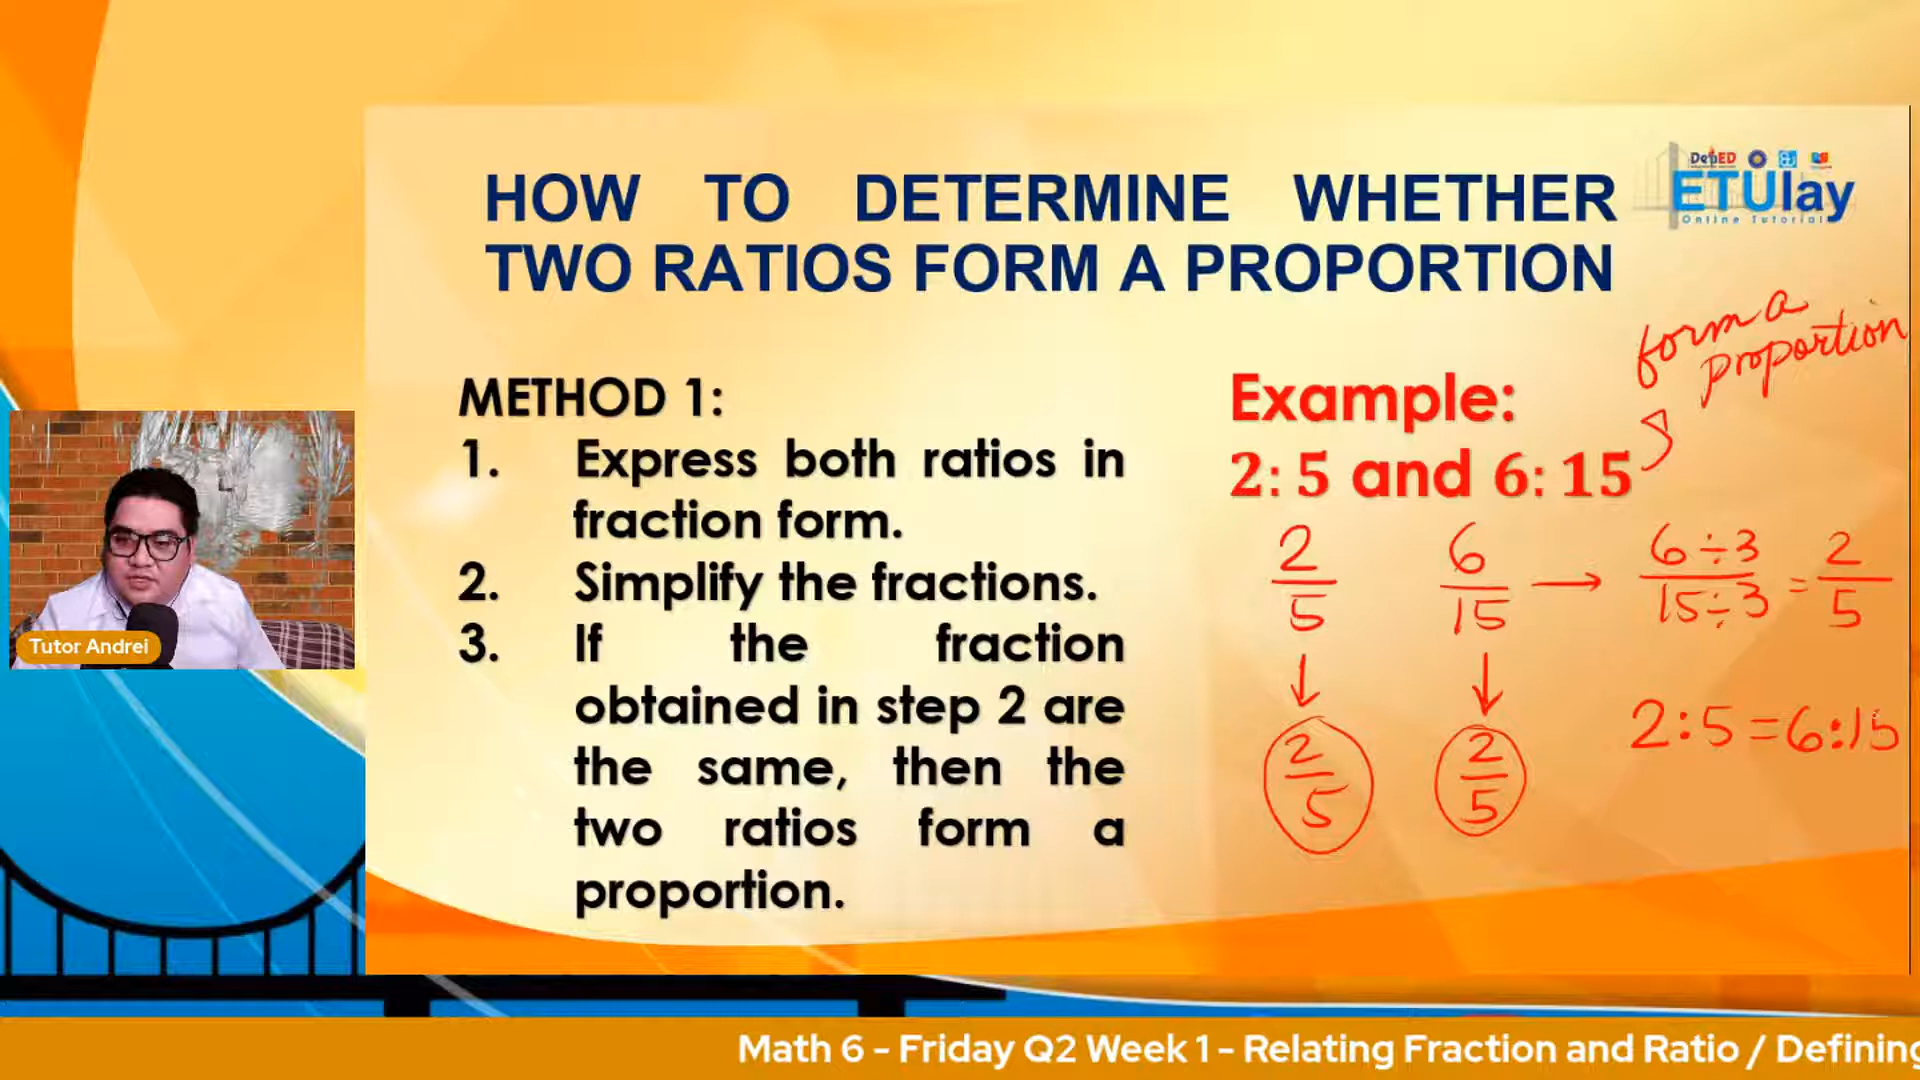 DepED
ETUlay
Online Tutorial
HOW TO DETERMINE WHETHER
TWO RATIOS FORM A PROPORTION
form a
proportion
METHOD 1:
1. Express both ratios in
fraction form.
2. Simplify the fractions.
3. If the fraction
obtained in step 2 are
the same, then the
two ratios form a
proportion.
Example:
2: 5 and 6: 15
2/5 6/15 → 6÷3/15÷3 = 2/5
↓ ↓
2/5 2/5
2:5=6:15
Tutor Andrei
Math 6 - Friday Q2 Week 1 - Relating Fraction and Ratio / Defining